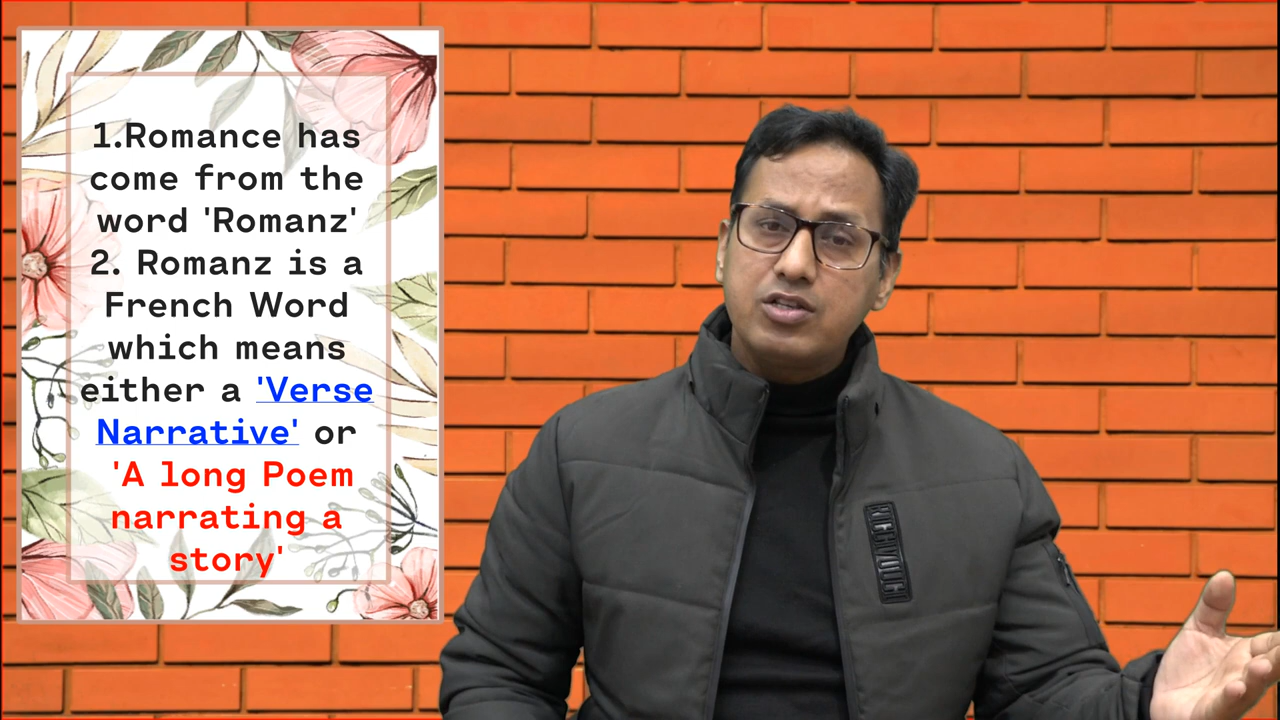 1.Romance has
come from the
word 'Romanz'
2. Romanz is a
French Word
which means
either a 'Verse
Narrative' or
'A long Poem
narrating a
story'